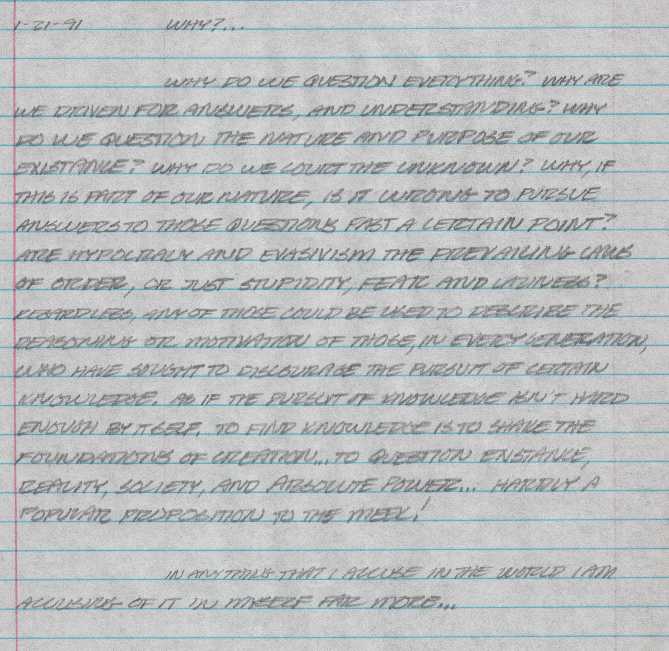 1-21-91 WHY?...
WHY DO WE QUESTION EVERYTHING? WHY ARE
WE DRIVEN FOR ANSWERS, AND UNDERSTANDING? WHY
DO WE QUESTION THE NATURE AND PURPOSE OF OUR
EXISTANCE? WHY DO WE COURT THE UNKNOWN? WHY, IF
THIS IS PART OF OUR NATURE, IS IT WRONG TO PURSUE
ANSWERS TO THOSE QUESTIONS PAST A CERTAIN POINT?
ARE HYPOCRACY AND EVASIVISM THE PREVAILING LAWS
OF ORDER, OR JUST STUPIDITY, FEAR AND LAZINESS?
REGARDLESS, ANY OF THOSE COULD BE USED TO DESCRIBE THE
REASONING OR MOTIVATION OF THOSE, IN EVERY GENERATION,
WHO HAVE SOUGHT TO DISCOURAGE THE PURSUIT OF CERTAIN
KNOWLEDGE. AS IF THE PURSUIT OF KNOWLEDGE ISN'T HARD
ENOUGH BY ITSELF. TO FIND KNOWLEDGE IS TO SHAKE THE
FOUNDATIONS OF CREATION... TO QUESTION EXISTANCE,
REALITY, SOCIETY, AND ABSOLUTE POWER... HARDLY A
POPULAR PROPOSITION TO THE MEEK!
IN ANYTHING THAT I ACCUSE IN THE WORLD I AM
ACCUSING OF IT IN MYSELF FAR MORE...